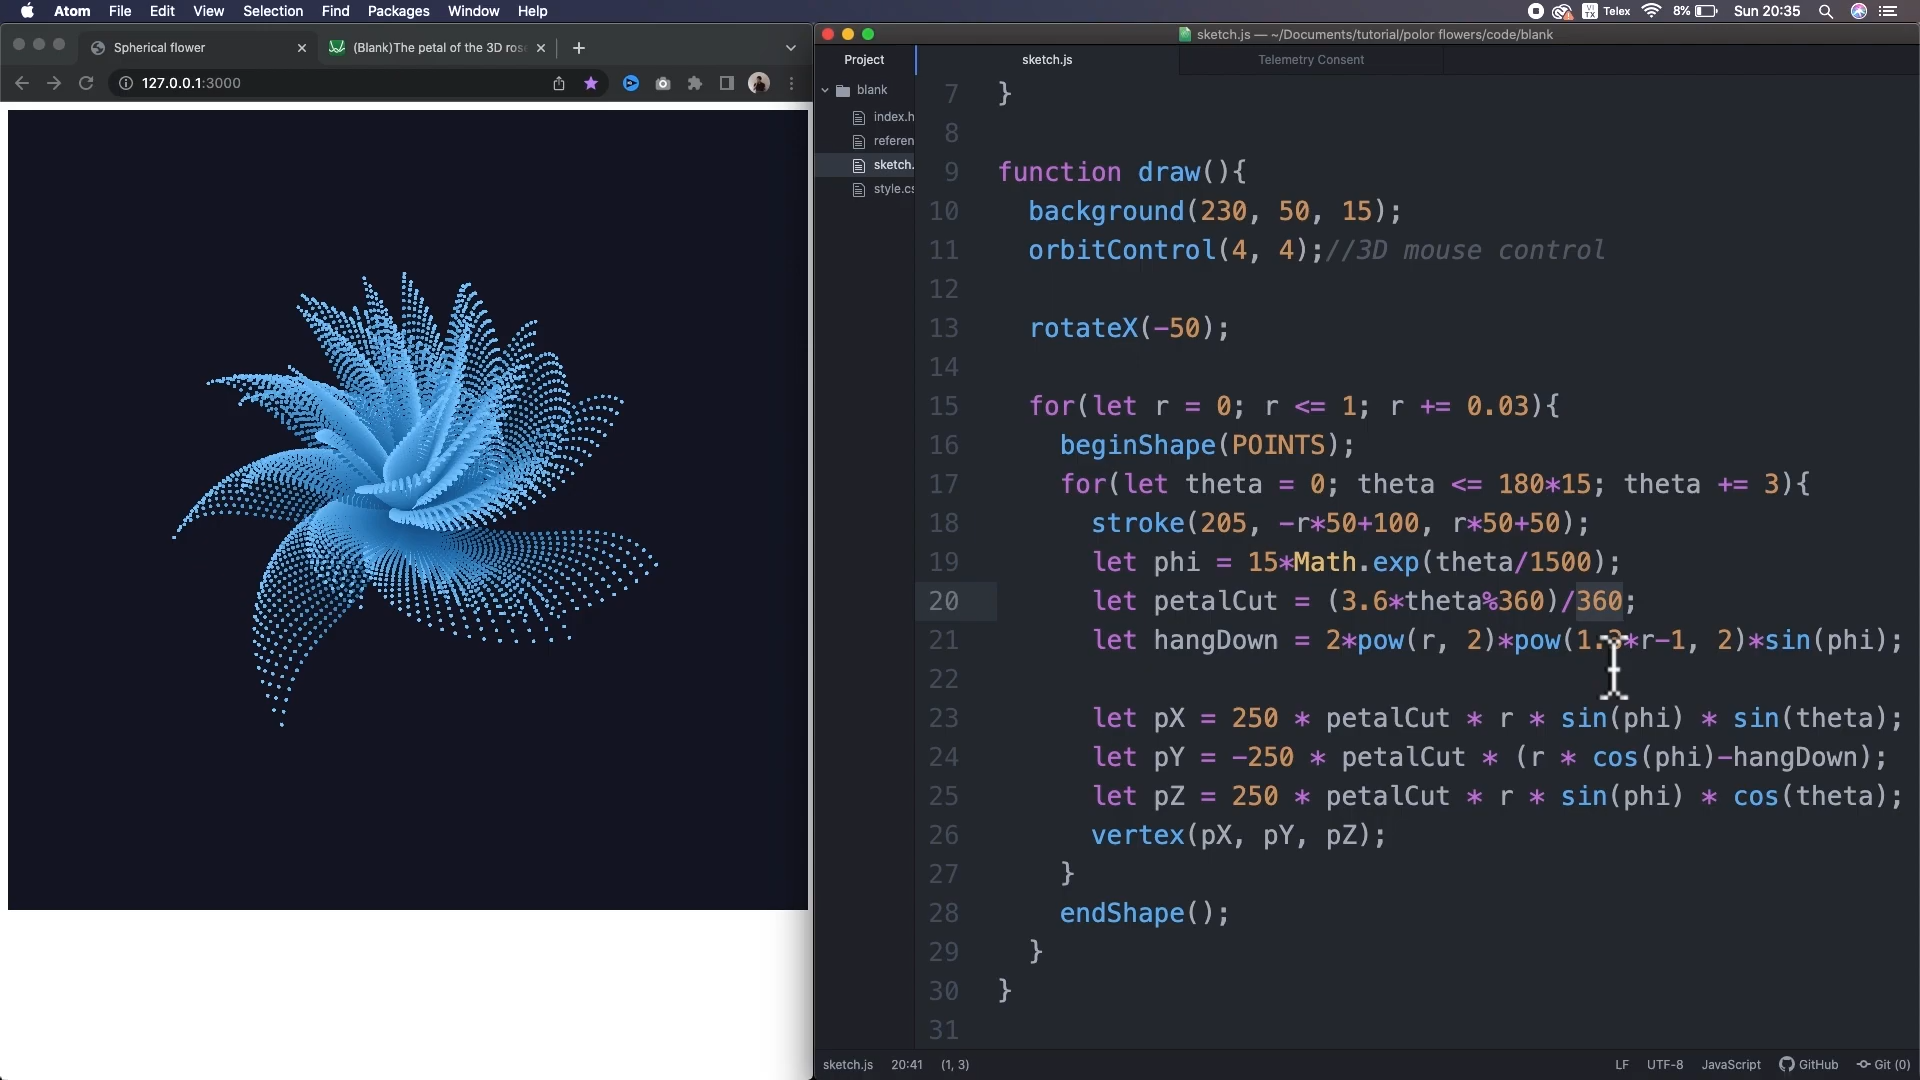 Atom File Edit View Selection Find Packages Window Help
VI TX Telex 8% Sun 20:35
Spherical flower
(Blank)The petal of the 3D ros
127.0.0.1:3000
sketch.js — ~/Documents/tutorial/polor flowers/code/blank
Project
sketch.js
Telemetry Consent
blank
index.h
referen
sketch.
style.cs
7 }
8
9 function draw(){
10 background(230, 50, 15);
11 orbitControl(4, 4);//3D mouse control
12
13 rotateX(-50);
14
15 for(let r = 0; r <= 1; r += 0.03){
16 beginShape(POINTS);
17 for(let theta = 0; theta <= 180*15; theta += 3){
18 stroke(205, -r*50+100, r*50+50);
19 let phi = 15*Math.exp(theta/1500);
20 let petalCut = (3.6*theta%360)/360;
21 let hangDown = 2*pow(r, 2)*pow(1.3*r-1, 2)*sin(phi);
22
23 let pX = 250 * petalCut * r * sin(phi) * sin(theta);
24 let pY = -250 * petalCut * (r * cos(phi)-hangDown);
25 let pZ = 250 * petalCut * r * sin(phi) * cos(theta);
26 vertex(pX, pY, pZ);
27 }
28 endShape();
29 }
30 }
31
sketch.js 20:41 (1, 3)
LF UTF-8 JavaScript GitHub Git (0)